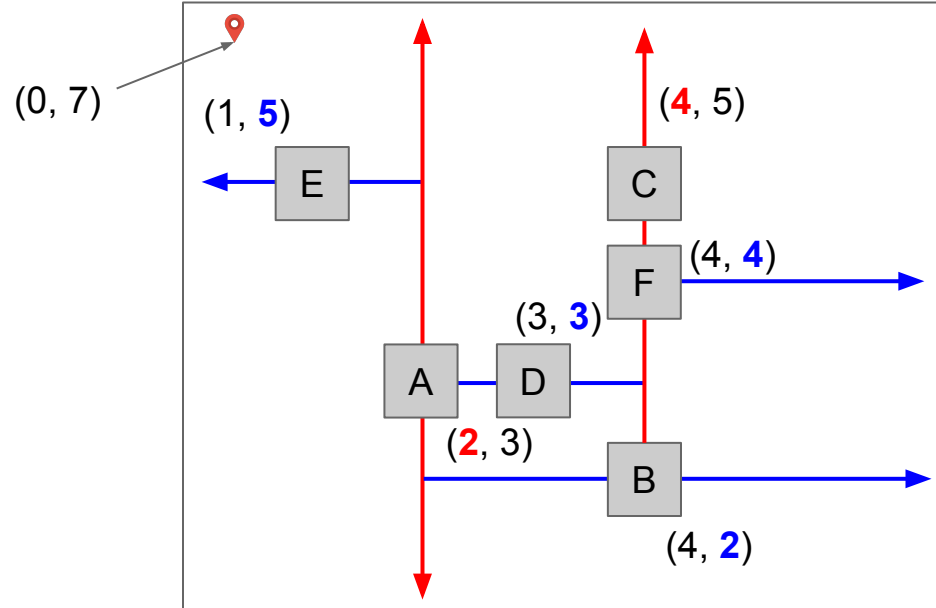 (0, 7)
(1, 5)
(4, 5)
E
C
(4, 4)
F
(3, 3)
A
D
(2, 3)
B
(4, 2)